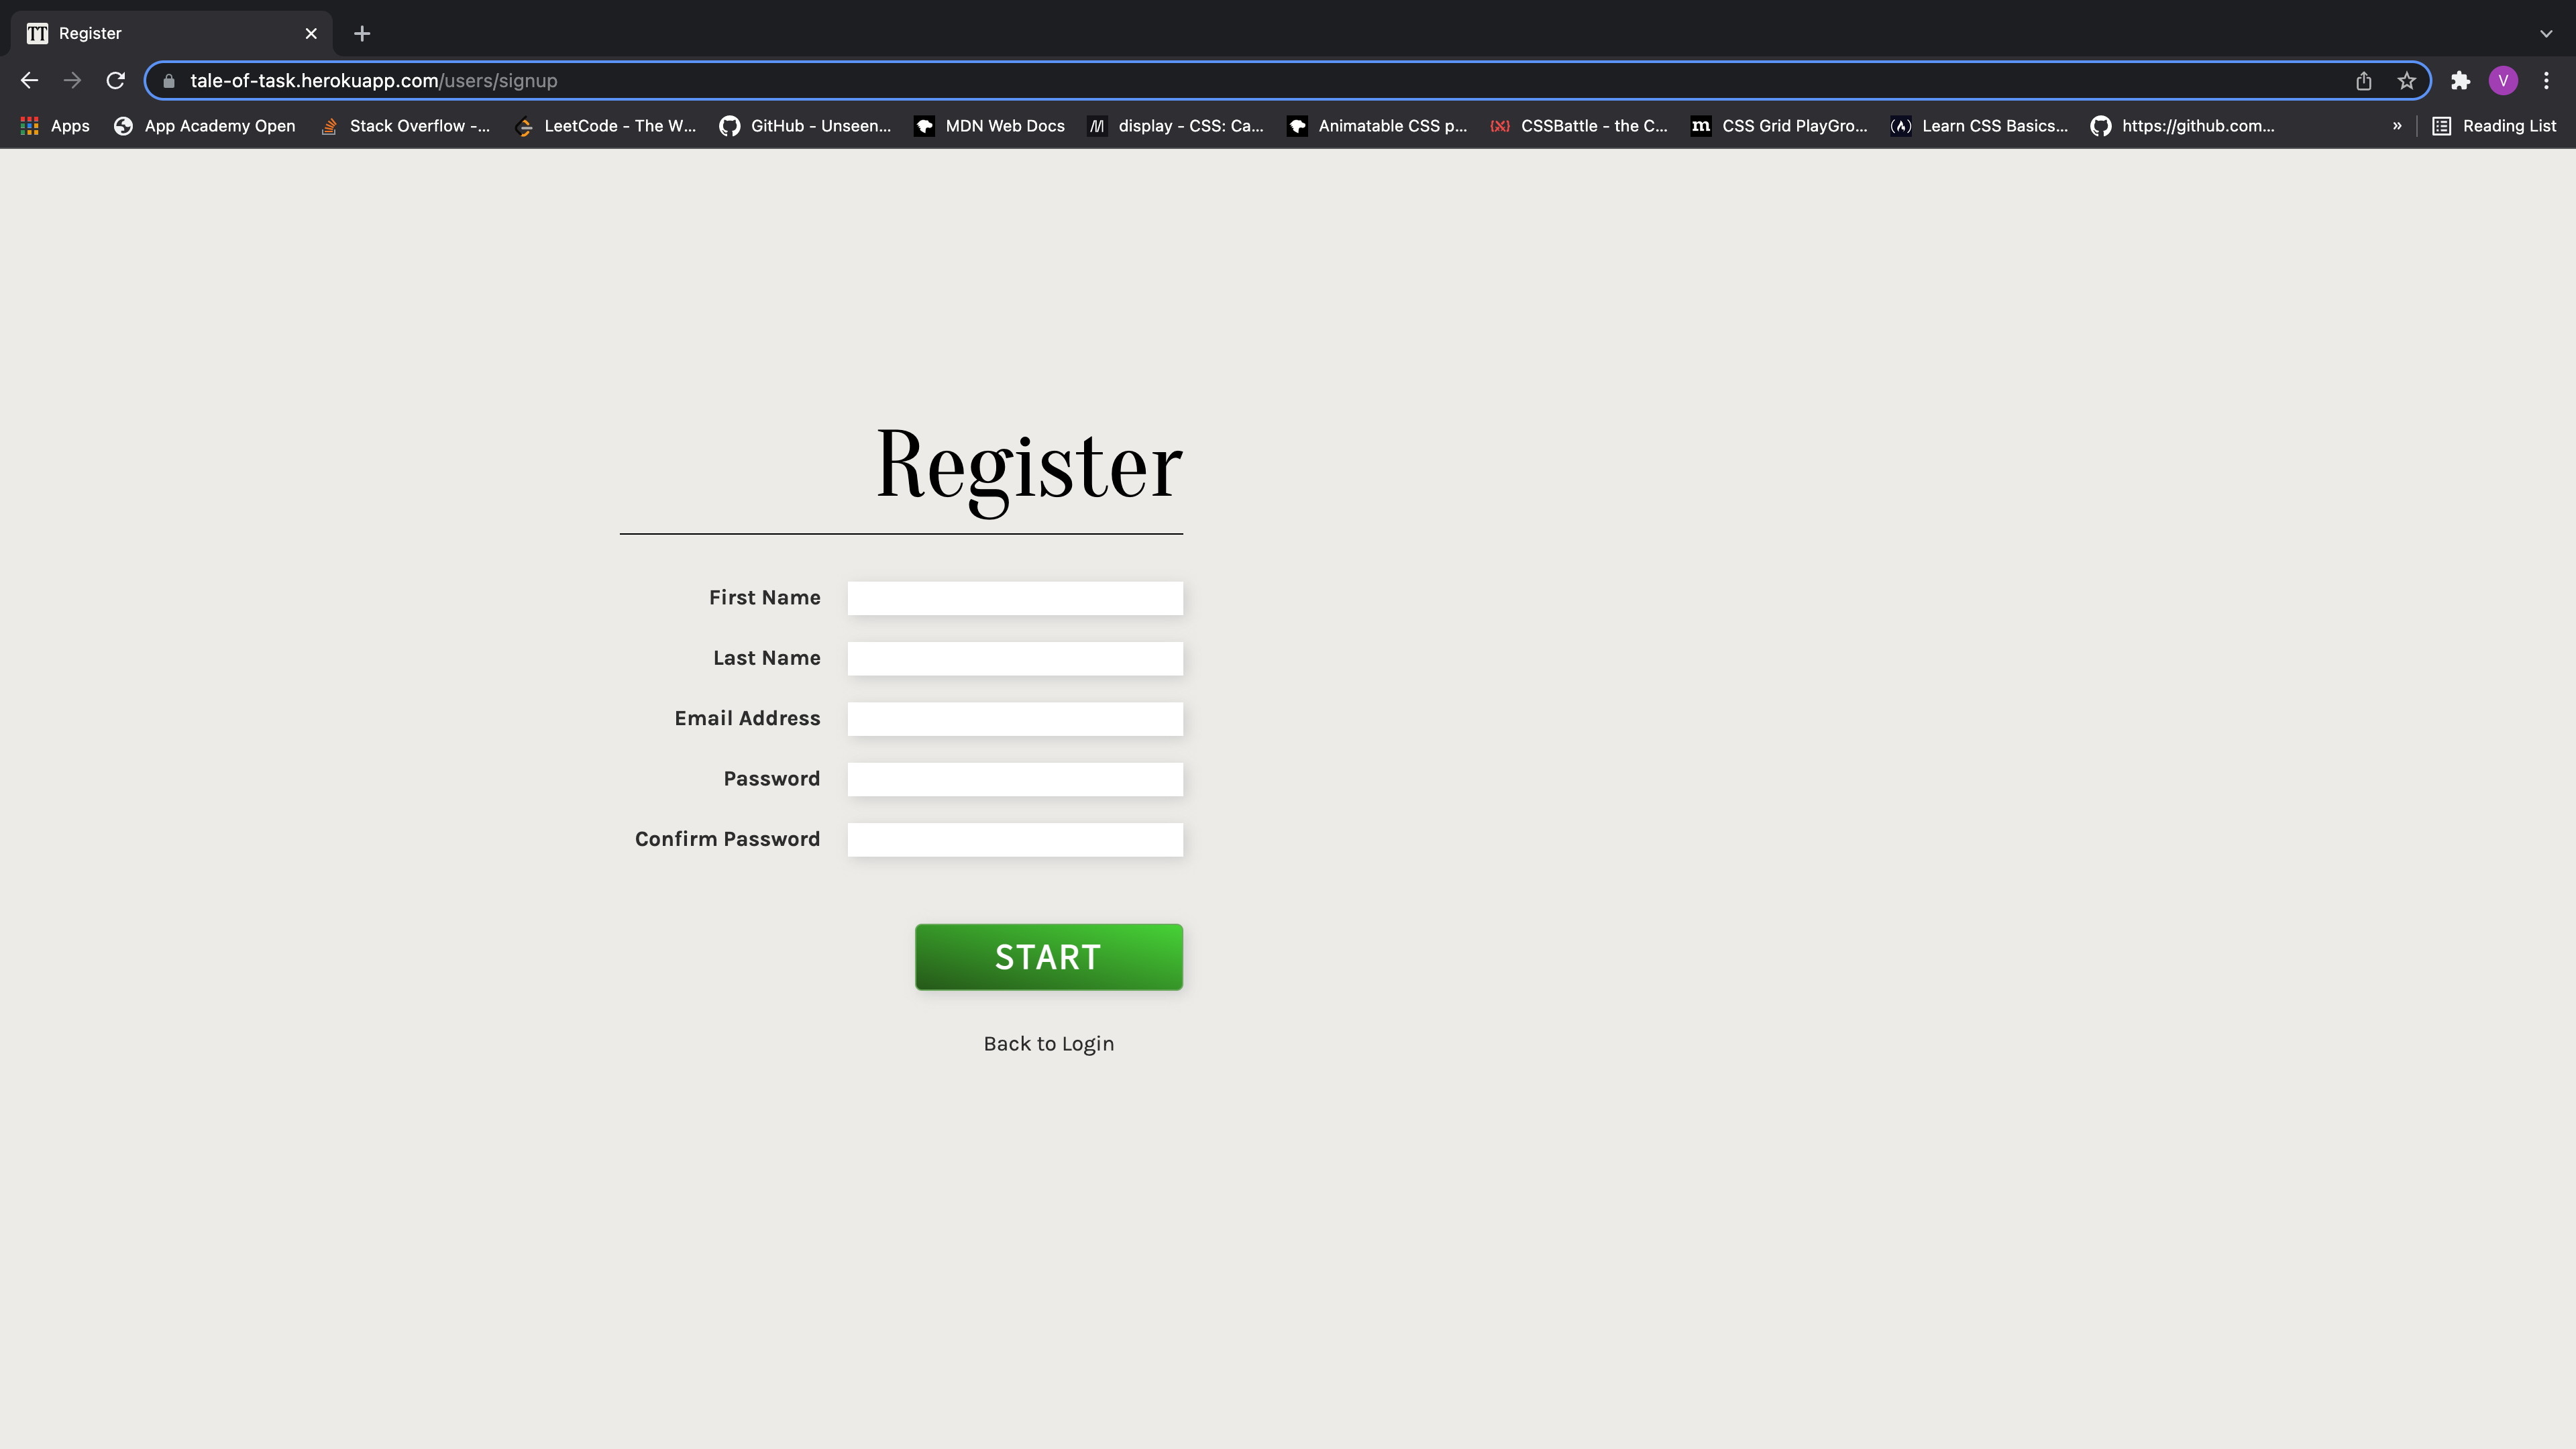 TT Register
tale-of-task.herokuapp.com/users/signup
V
Apps App Academy Open Stack Overflow -... LeetCode - The W... GitHub - Unseen... MDN Web Docs display - CSS: Ca... Animatable CSS p... CSSBattle - the C... m CSS Grid PlayGro... Learn CSS Basics... https://github.com... » Reading List
Register
First Name
Last Name
Email Address
Password
Confirm Password
START
Back to Login